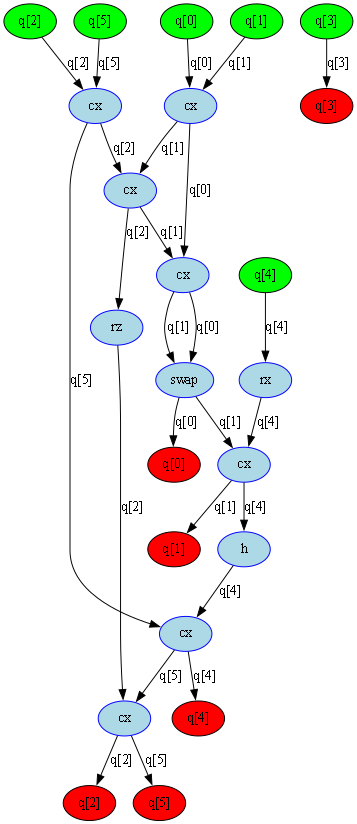 q[2] q[5] q[0] q[1] q[3]
q[2] q[5] q[0] q[1] q[3]
cx cx q[3]
q[2] q[1]
cx q[0]
q[2] q[1]
cx q[4]
rz q[1] q[0] q[4]
q[5] swap rx
q[0] q[1] q[4]
q[0] cx
q[2] q[1] q[4]
q[1] h
q[4]
cx
q[5] q[4]
cx q[4]
q[2] q[5]
q[2] q[5]